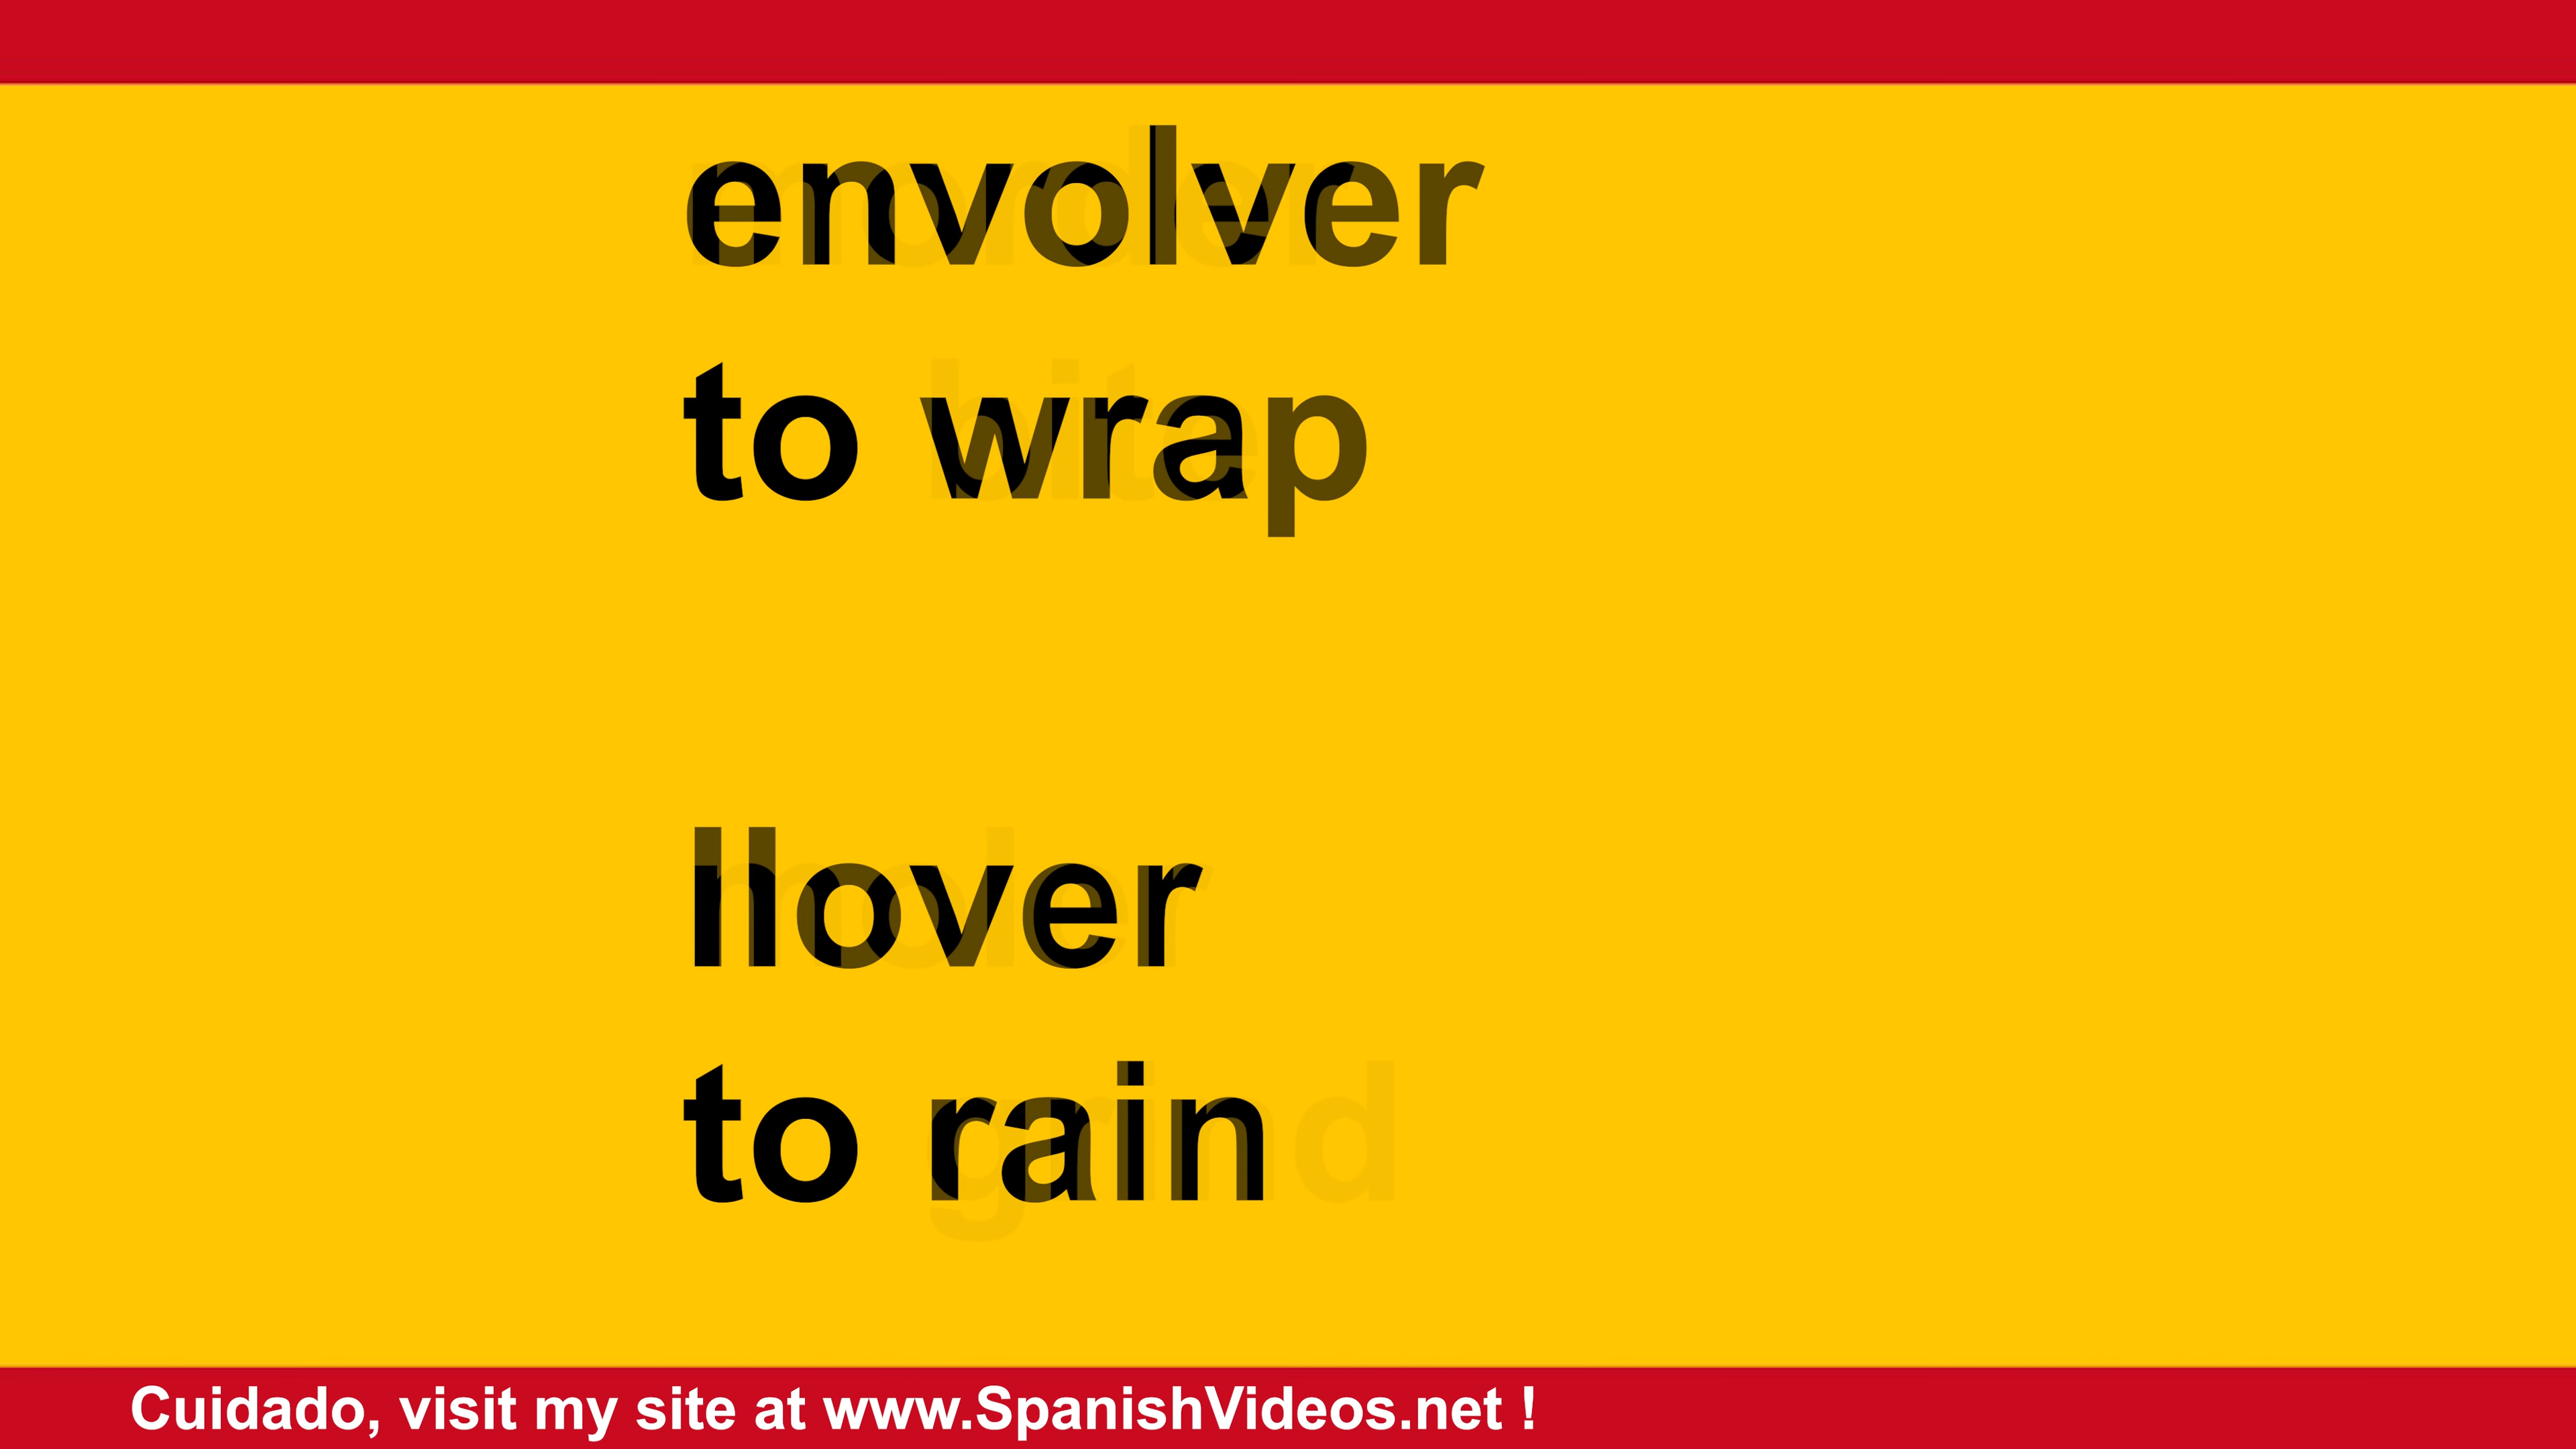 envolver
to wrap
llover
to rain
Cuidado, visit my site at www.SpanishVideos.net !